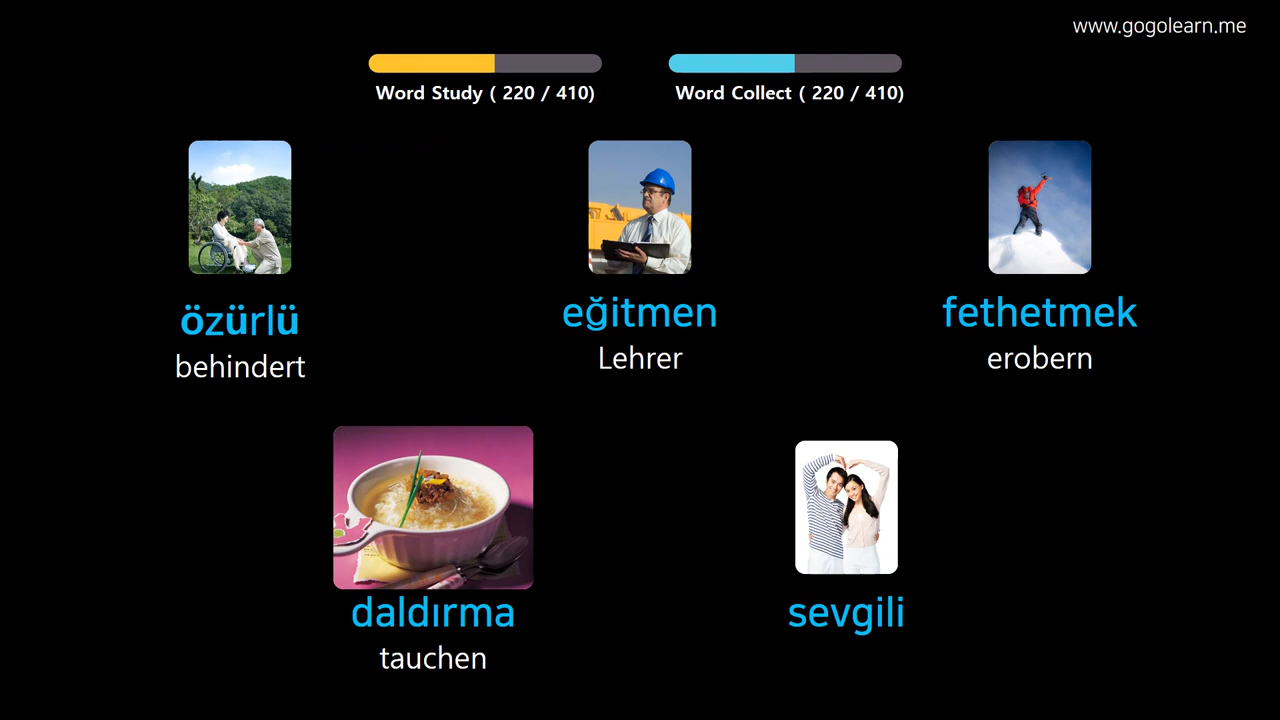 www.gogolearn.me
Word Study ( 220 / 410)
Word Collect ( 220 / 410)
özürlü
behindert
eğitmen
Lehrer
fethetmek
erobern
daldırma
tauchen
sevgili